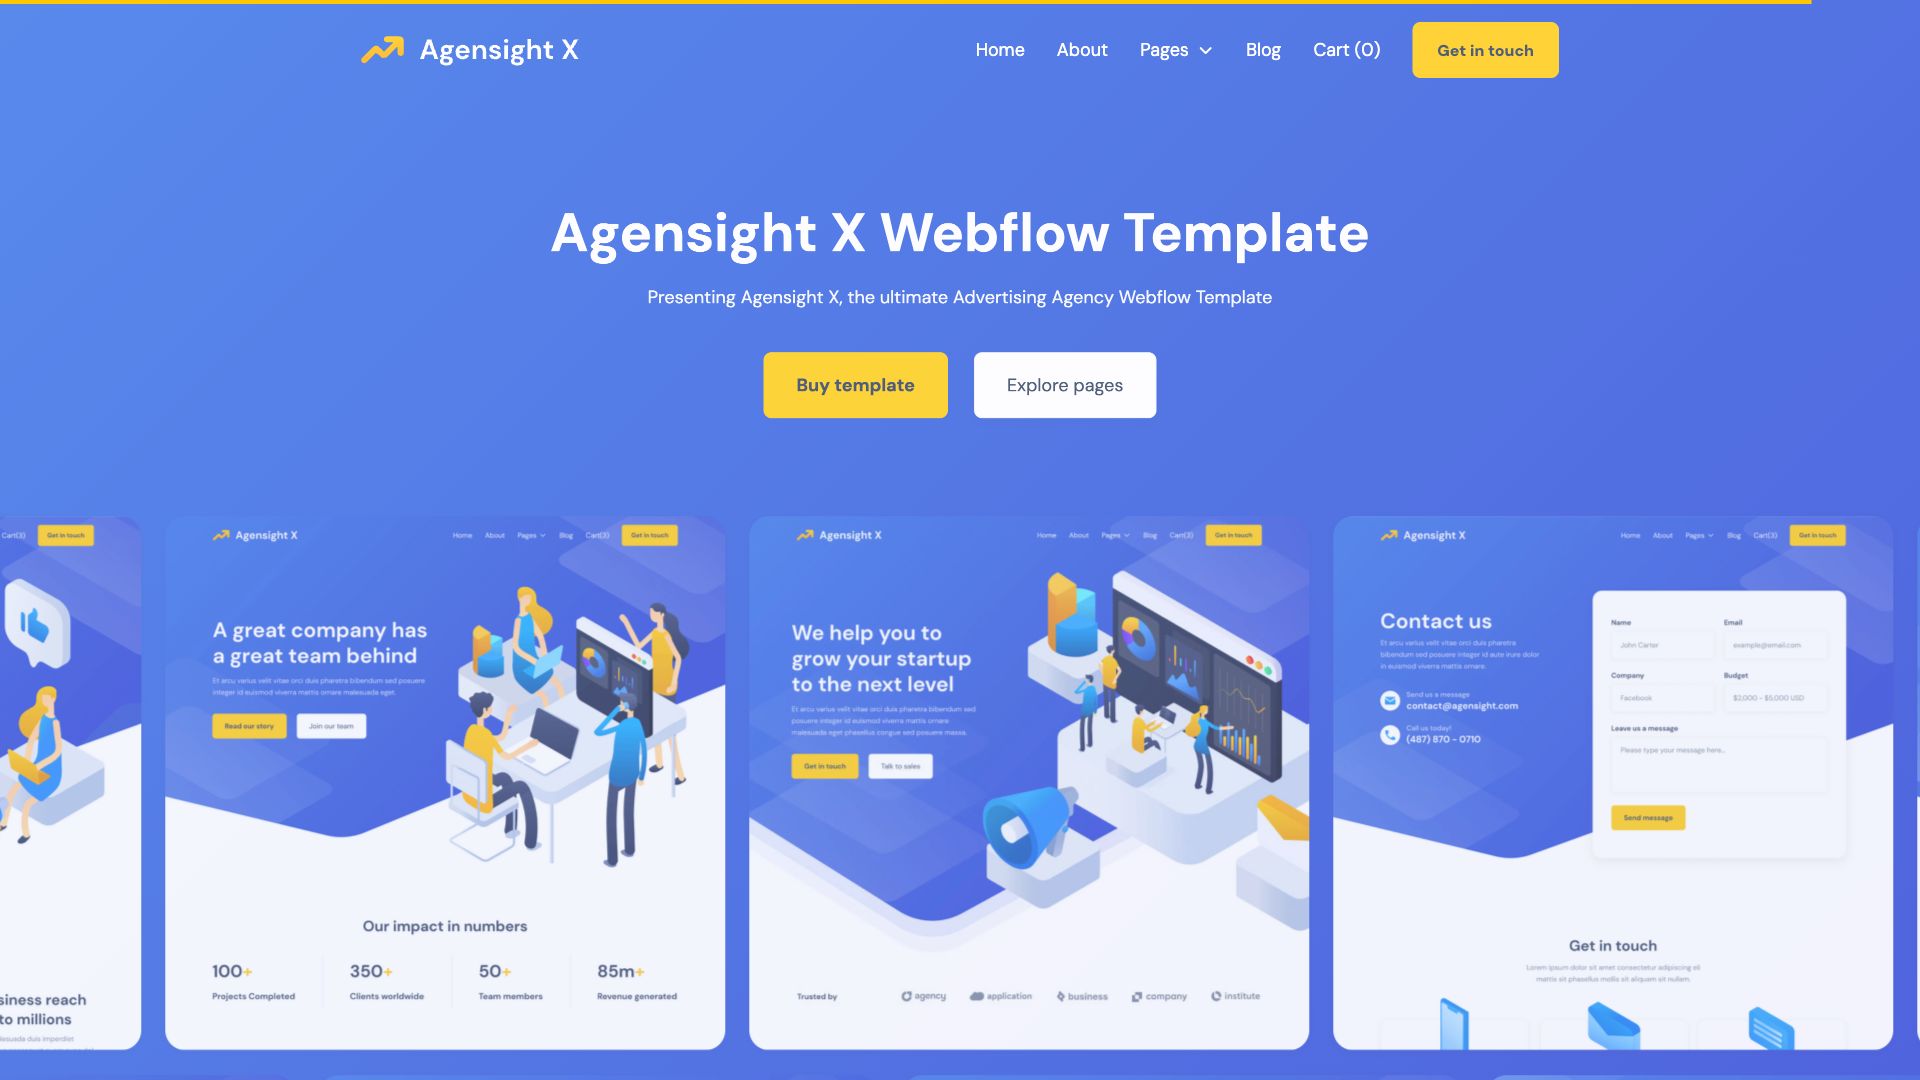 Agensight X
Home About Pages Blog Cart (0) Get in touch
Agensight X Webflow Template
Presenting Agensight X, the ultimate Advertising Agency Webflow Template
Buy template Explore pages
Cart(3) Get in touch
siness reach
to millions
lesuada duis imperdiet
Agensight X
Home About Pages Blog Cart(3) Get in touch
A great company has
a great team behind
Et arcu varius velit vitae orci duis pharetra bibendum sed posuere
integer id euismod viverra mattis ornare malesuada eget.
Read our story Join our team
Our impact in numbers
100+ 350+ 50+ 85m+
Projects Completed Clients worldwide Team members Revenue generated
Agensight X
Home About Pages Blog Cart(3) Get in touch
We help you to
grow your startup
to the next level
Et arcu varius velit vitae orci duis pharetra bibendum sed
posuere integer id euismod viverra mattis ornare
malesuada eget phasellus congue sed posuere massa.
Get in touch Talk to sales
Trusted by agency application business company institute
Agensight X
Home About Pages Blog Cart(3) Get in touch
Contact us
Et arcu varius velit vitae orci duis pharetra
bibendum sed posuere integer id aute irure dolor
in euismod viverra mattis ornare.
Send us a message
contact@agensight.com
Call us today!
(487) 870 - 0710
Name Email
John Carter example@email.com
Company Budget
Facebook $2,000 - $5,000 USD
Leave us a message
Please type your message here...
Send message
Get in touch
Lorem ipsum dolor sit amet consectetur adipiscing eli
mattis sit phasellus mollis sit aliquam sit nullam.